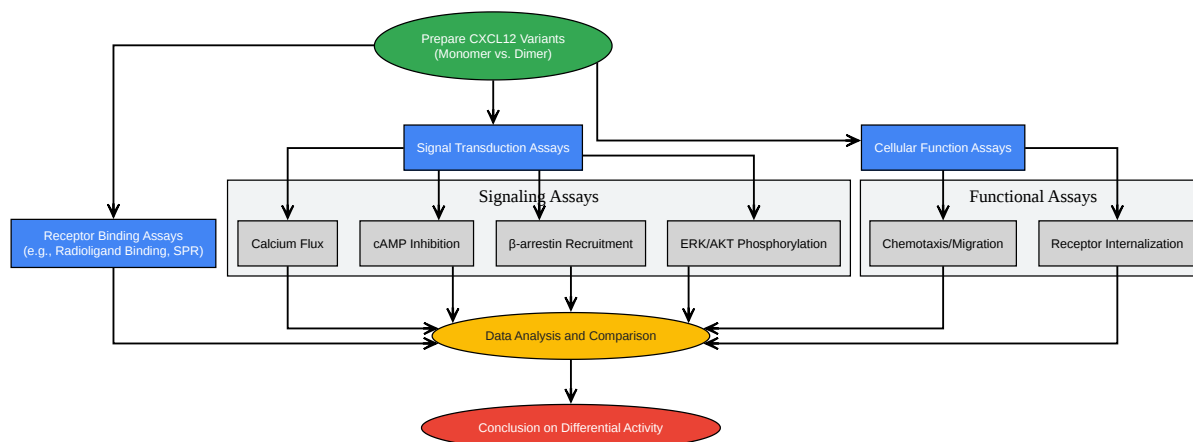 Prepare CXCL12 Variants
(Monomer vs. Dimer)
Signal Transduction Assays
Cellular Function Assays
Signaling Assays
Functional Assays
Receptor Binding Assays
(e.g., Radioligand Binding, SPR)
Calcium Flux
cAMP Inhibition
β-arrestin Recruitment
ERK/AKT Phosphorylation
Chemotaxis/Migration
Receptor Internalization
Data Analysis and Comparison
Conclusion on Differential Activity